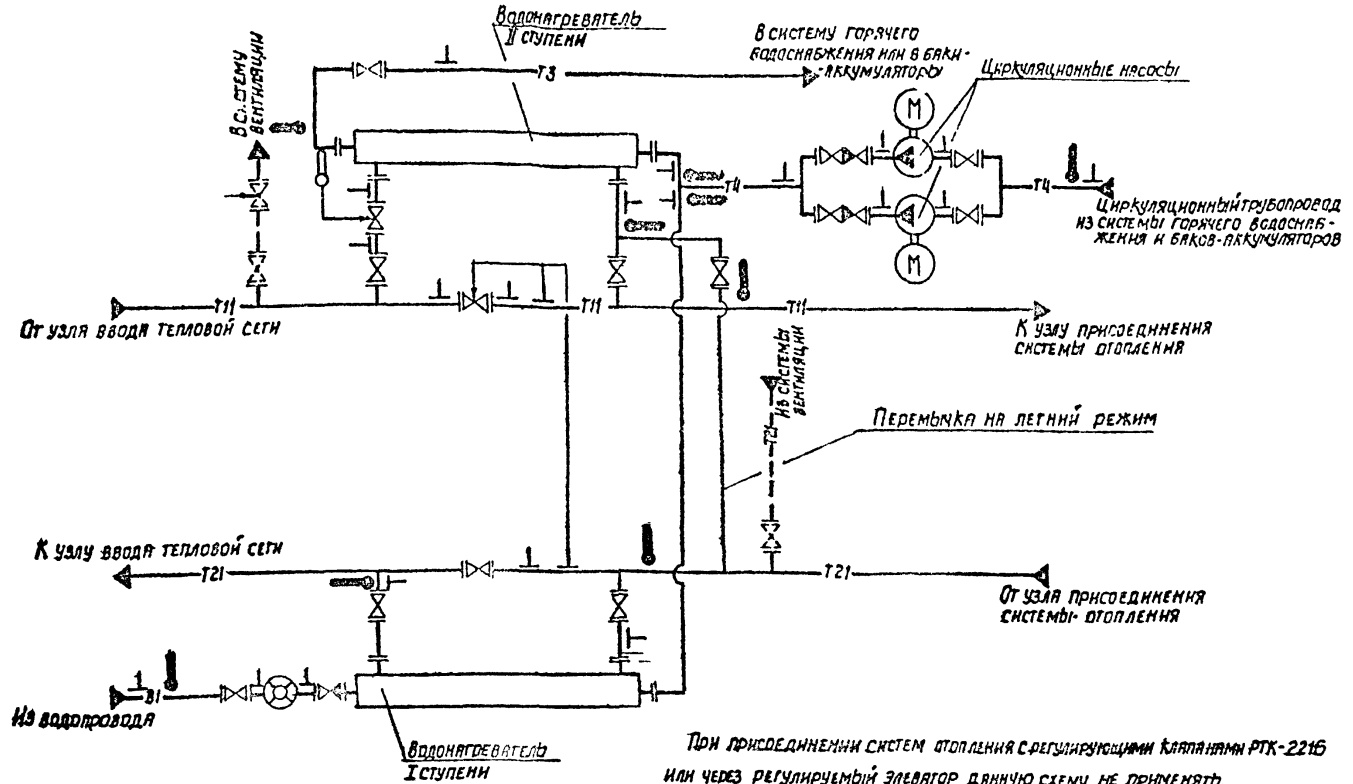 Водонагреватель
II ступени
В систему горячего
водоснабжения или в баки-
-аккумуляторы
Циркуляционные насосы
В систему
вентиляции
Т3
М
Т4
Т4
М
Циркуляционный трубопровод
из системы горячего водоснаб-
жения и баков-аккумуляторов
Т11
Т11
Т11
От узла ввода тепловой сети
К узлу присоединения
системы отопления
Из системы
вентиляции
Т21
Перемычка на летний режим
К узлу ввода тепловой сети
Т21
Т21
От узла присоединения
системы отопления
В1
Из водопровода
Водонагреватель
I ступени
При присоединении систем отопления с регулирующими клапанами РТК-2216
или через регулируемый элеватор данную схему не применять